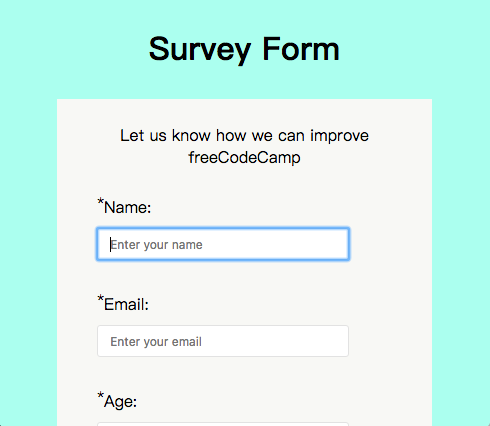 Survey Form
Let us know how we can improve
freeCodeCamp
*Name:
Enter your name
*Email:
Enter your email
*Age: